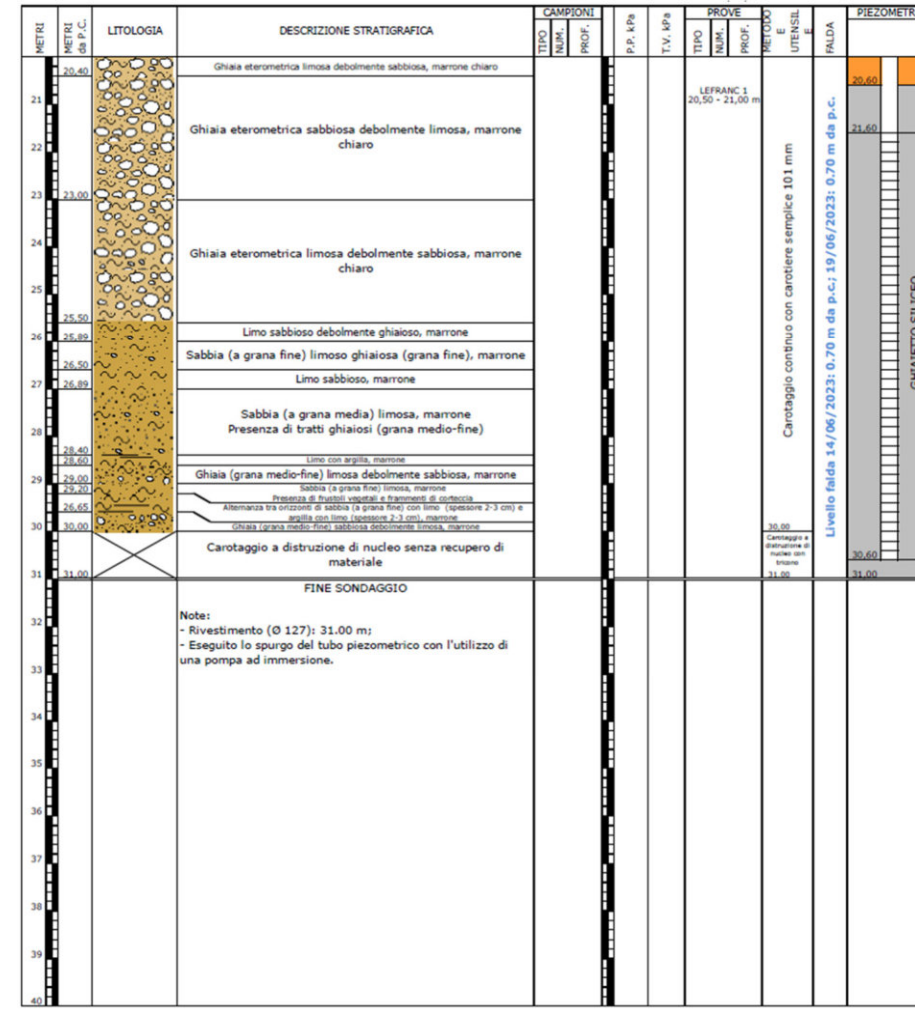 METRI
METRI da P.C.
LITOLOGIA
DESCRIZIONE STRATIGRAFICA
CAMPIONI
TIPO
NUM.
PROF.
P.P. kPa
T.V. kPa
PROVE
TIPO
NUM.
PROF.
METODO E UTENSIL E
FALDA
PIEZOMETR
20,40
Ghiaia eterometrica limosa debolmente sabbiosa, marrone chiaro
20,60
21
LEFRANC 1
20,50 - 21,00 m
Ghiaia eterometrica sabbiosa debolmente limosa, marrone
chiaro
21,60
22
23
23,00
24
Ghiaia eterometrica limosa debolmente sabbiosa, marrone
chiaro
25
25,50
Limo sabbioso debolmente ghiaioso, marrone
26
25,89
Sabbia (a grana fine) limoso ghiaiosa (grana fine), marrone
26,50
Limo sabbioso, marrone
27
26,89
Sabbia (a grana media) limosa, marrone
Presenza di tratti ghiaiosi (grana medio-fine)
28
28,40
Limo con argilla, marrone
28,60
Ghiaia (grana medio-fine) limosa debolmente sabbiosa, marrone
29
29,00
Sabbia (a grana fine) limosa, marrone
29,20
Presenza di frustoli vegetali e frammenti di corteccia
26,65
Alternanza tra orizzonti di sabbia (a grana fine) con limo (spessore 2-3 cm) e
argilla con limo (spessore 2-3 cm), marrone
30
30,00
Ghiaia (grana medio-fine) sabbiosa debolmente limosa, marrone
Carotaggio continuo con carotiere semplice 101 mm
Livello falda 14/06/2023: 0.70 m da p.c.; 19/06/2023: 0.70 m da p.c.
GHIAIETTO SILICEO
30,00
Carotaggio a distruzione di nucleo senza recupero di
materiale
Carotaggio a
distruzione di
nucleo con
tricono
30,60
31
31,00
31.00
31,00
FINE SONDAGGIO
Note:
- Rivestimento (Ø 127): 31.00 m;
- Eseguito lo spurgo del tubo piezometrico con l'utilizzo di
una pompa ad immersione.
32
33
34
35
36
37
38
39
40